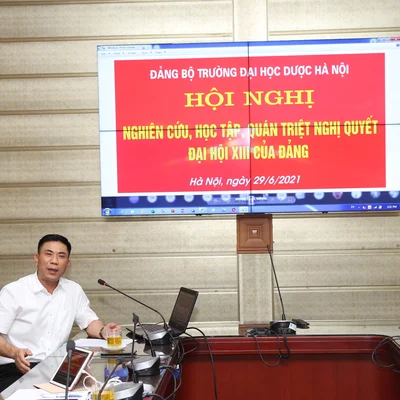 ĐẢNG BỘ TRƯỜNG ĐẠI HỌC DƯỢC HÀ NỘI
HỘI NGHỊ
NGHIÊN CỨU, HỌC TẬP, QUÁN TRIỆT NGHỊ QUYẾT
ĐẠI HỘI XIII CỦA ĐẢNG
Hà Nội, ngày 29/6/2021